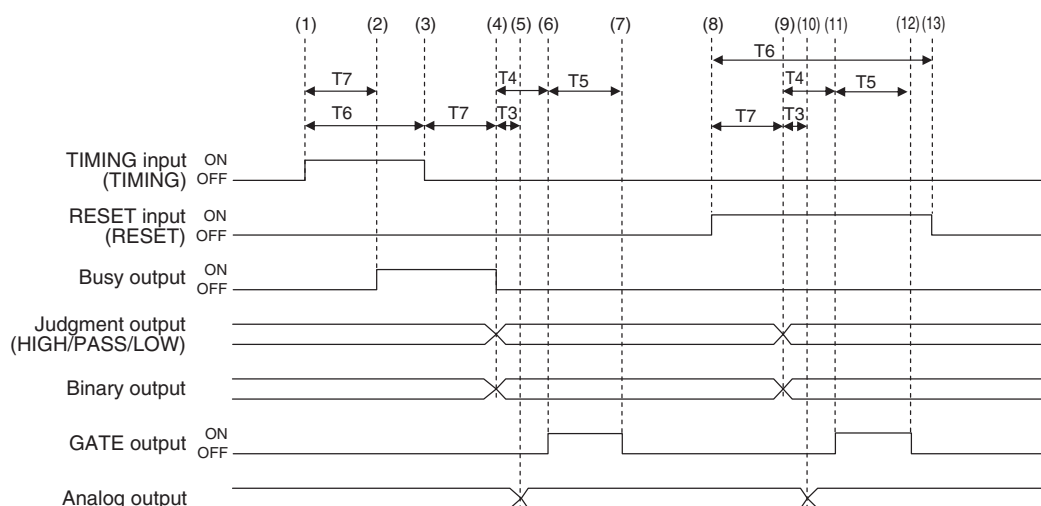 (1) (2) (3) (4) (5) (6) (7) (8) (9) (10) (11) (12) (13)
T6
T7 T4 T5 T4 T5
T6 T7 T3 T7 T3
TIMING input ON
(TIMING) OFF
RESET input ON
(RESET) OFF
Busy output ON
OFF
Judgment output
(HIGH/PASS/LOW)
Binary output
GATE output ON
OFF
Analog output